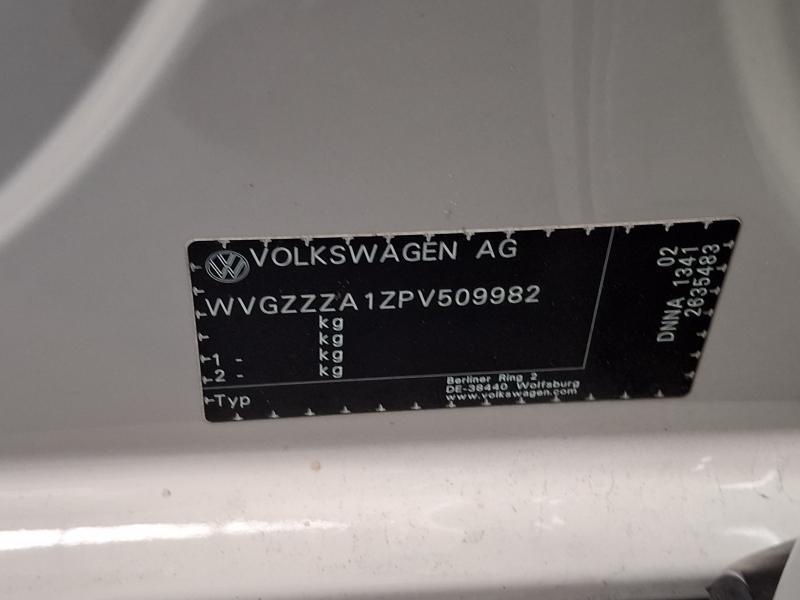 VOLKSWAGEN AG
WVGZZZA1ZPV509982
kg
kg
1 - kg
2 - kg
Typ
Berliner Ring 2
DE-38440 Wolfsburg
www.volkswagen.com
02
DNNA 1341
2635483